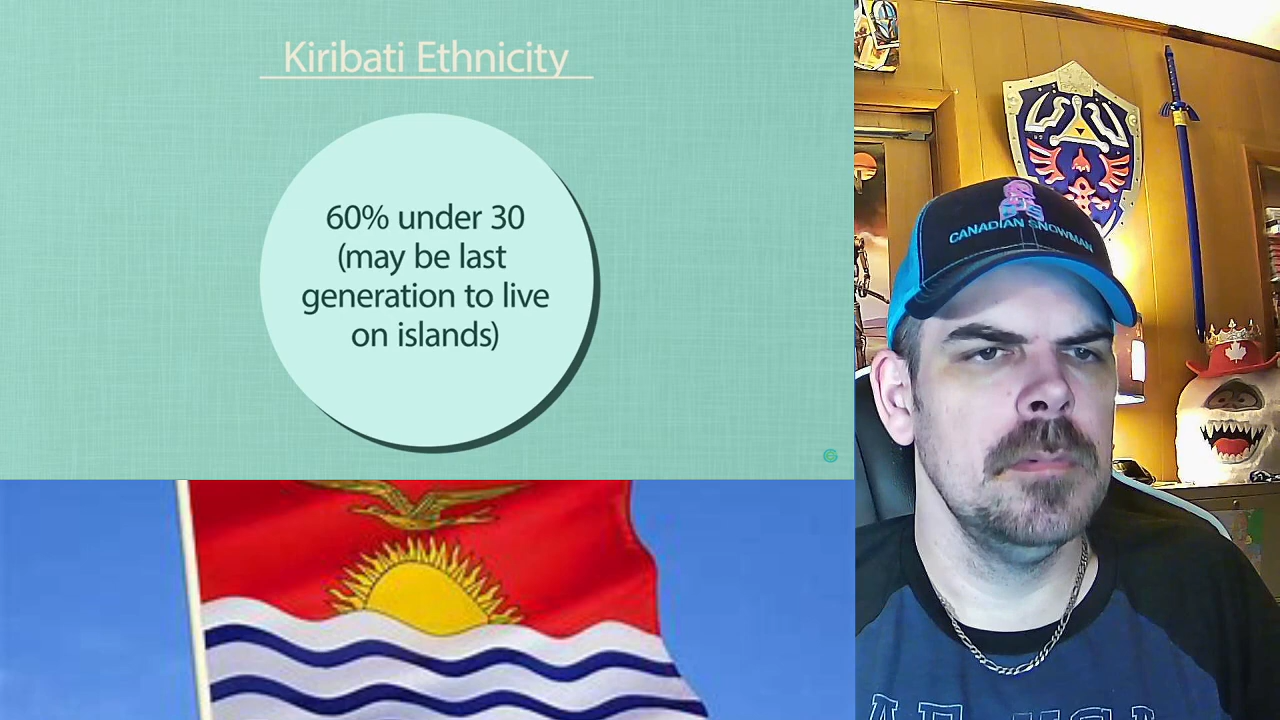 Kiribati Ethnicity
60% under 30
(may be last
generation to live
on islands)
CANADIAN SNOWMAN